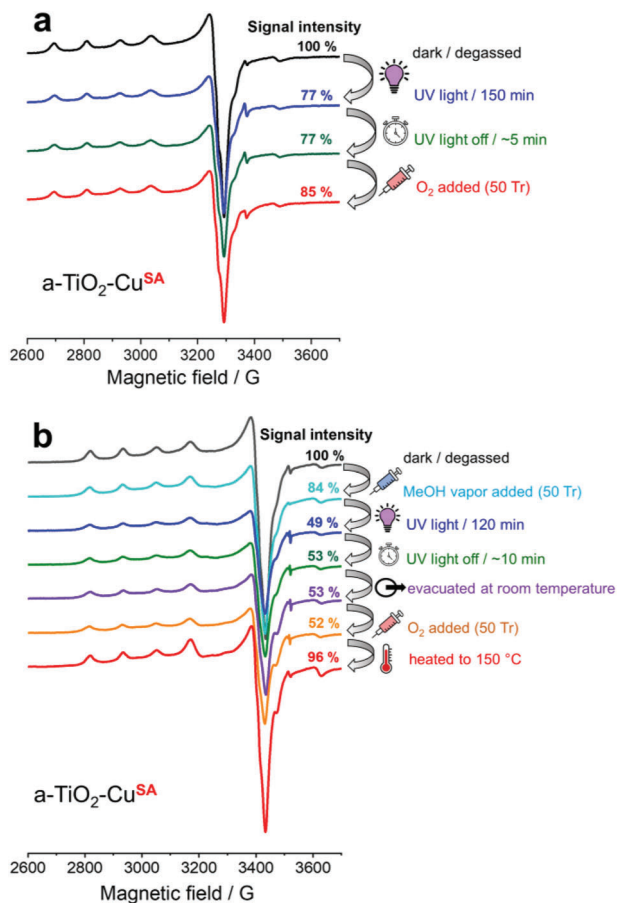 a
Signal intensity
100 %
dark / degassed
77 %
UV light / 150 min
77 %
UV light off / ~5 min
85 %
O₂ added (50 Tr)
a-TiO₂-Cuˢᴬ
2600 2800 3000 3200 3400 3600
Magnetic field / G
b
Signal intensity
100 %
dark / degassed
84 %
MeOH vapor added (50 Tr)
49 %
UV light / 120 min
53 %
UV light off / ~10 min
53 %
evacuated at room temperature
52 %
O₂ added (50 Tr)
96 %
heated to 150 °C
a-TiO₂-Cuˢᴬ
2600 2800 3000 3200 3400 3600
Magnetic field / G